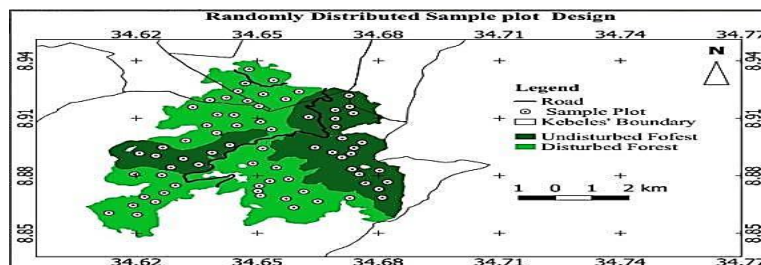 Randomly Distributed Sample plot Design
34.62 34.65 34.68 34.71 34.74 34.77
8.94 8.94
N
Legend
Road
Sample Plot
8.91 8.91
Kebeles' Boundary
Undisturbed Fofest
Disturbed Forest
8.88 8.88
1 0 1 2 km
8.85 8.85
34.62 34.65 34.68 34.71 34.74 34.77